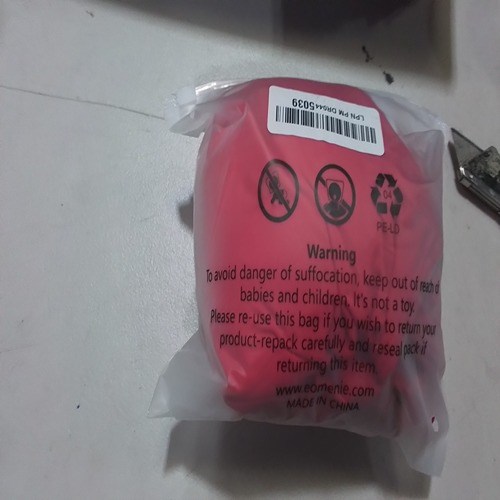 LPN PM DR544 5039
04
PE-LD
Warning
To avoid danger of suffocation, keep out of reach of
babies and children. It's not a toy.
Please re-use this bag if you wish to return your
product-repack carefully and reseal pack if
returning this item.
www.eomenie.com
MADE IN CHINA